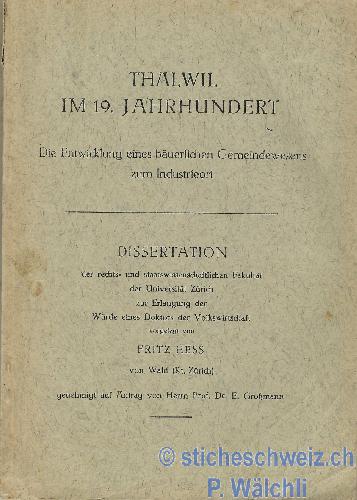 THALWIL
IM 19. JAHRHUNDERT
Die Entwicklung eines bäuerlichen Gemeindewesens
zum Industrieort
DISSERTATION
der rechts- und staatswissenschaftlichen Fakultät
der Universität Zürich
zur Erlangung der
Würde eines Doktors der Volkswirtschaft
vorgelegt von
FRITZ HESS
von Wald (Kt. Zürich)
genehmigt auf Antrag von Herrn Prof. Dr. E. Großmann
© sticheschweiz.ch
P. Wälchli